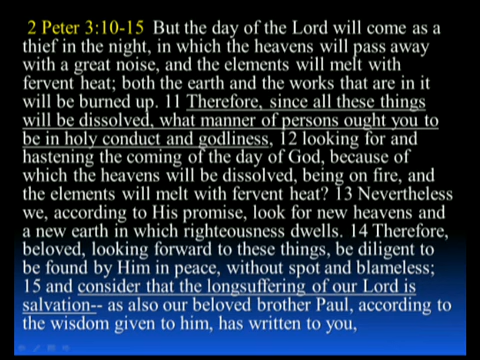 2 Peter 3:10-15 But the day of the Lord will come as a
thief in the night, in which the heavens will pass away
with a great noise, and the elements will melt with
fervent heat; both the earth and the works that are in it
will be burned up. 11 Therefore, since all these things
will be dissolved, what manner of persons ought you to
be in holy conduct and godliness, 12 looking for and
hastening the coming of the day of God, because of
which the heavens will be dissolved, being on fire, and
the elements will melt with fervent heat? 13 Nevertheless
we, according to His promise, look for new heavens and
a new earth in which righteousness dwells. 14 Therefore,
beloved, looking forward to these things, be diligent to
be found by Him in peace, without spot and blameless;
15 and consider that the longsuffering of our Lord is
salvation-- as also our beloved brother Paul, according to
the wisdom given to him, has written to you,